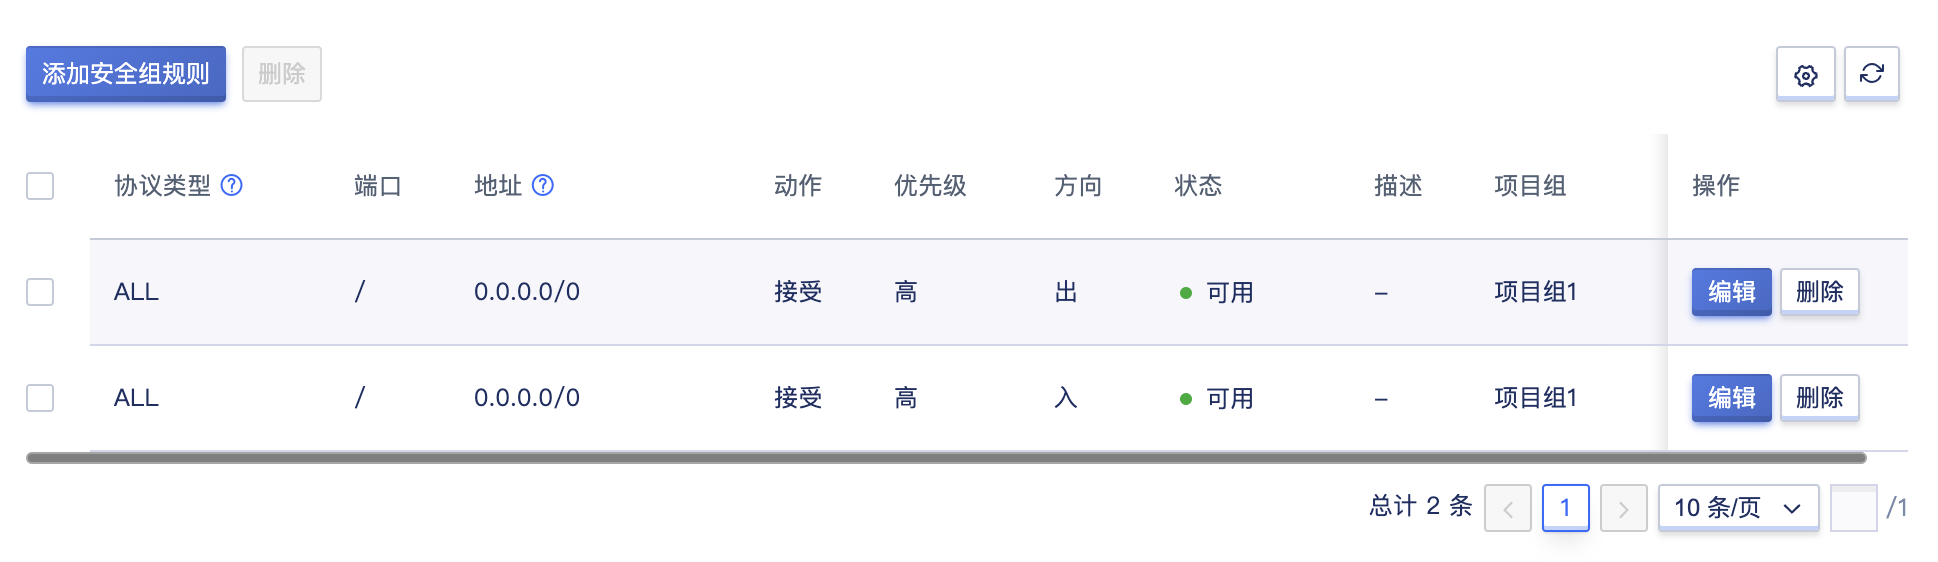 添加安全组规则 删除
协议类型 端口 地址 动作 优先级 方向 状态 描述 项目组 操作
ALL / 0.0.0.0/0 接受 高 出 可用 – 项目组1 编辑 删除
ALL / 0.0.0.0/0 接受 高 入 可用 – 项目组1 编辑 删除
总计 2 条 1 10 条/页 /1